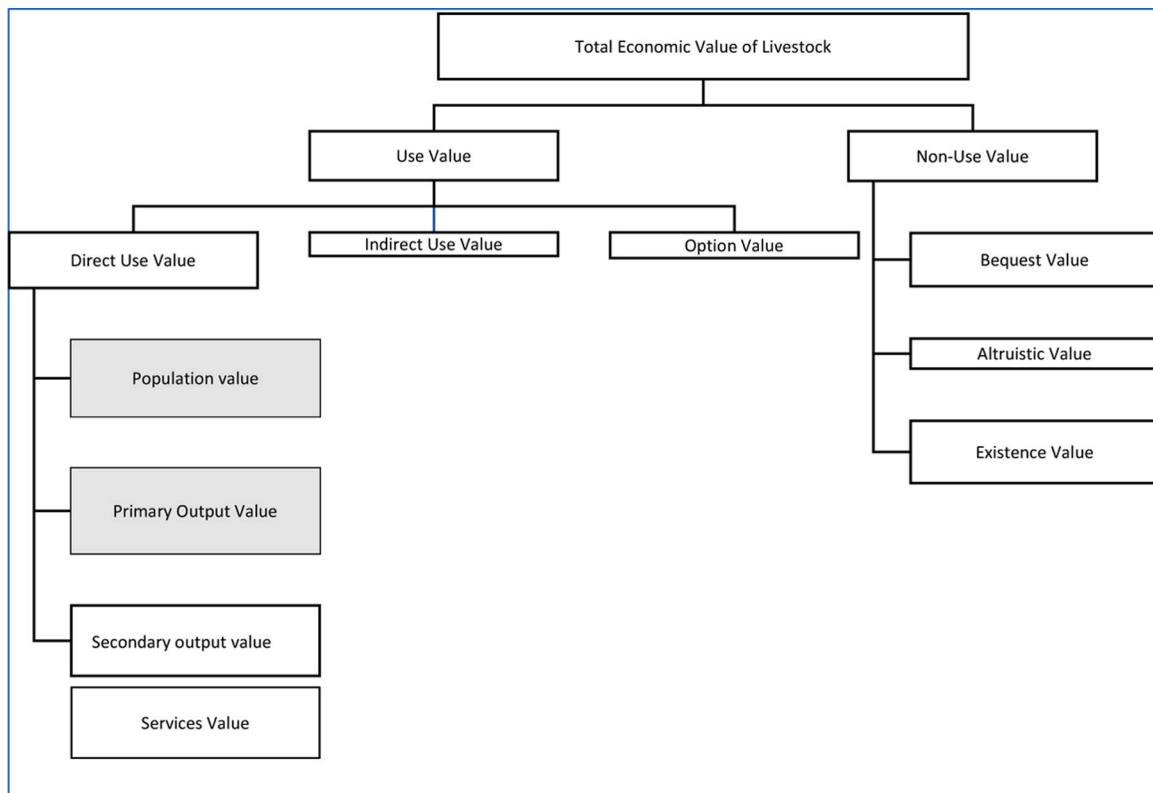 Total Economic Value of Livestock
Use Value
Non-Use Value
Direct Use Value
Indirect Use Value
Option Value
Bequest Value
Population value
Altruistic Value
Existence Value
Primary Output Value
Secondary output value
Services Value